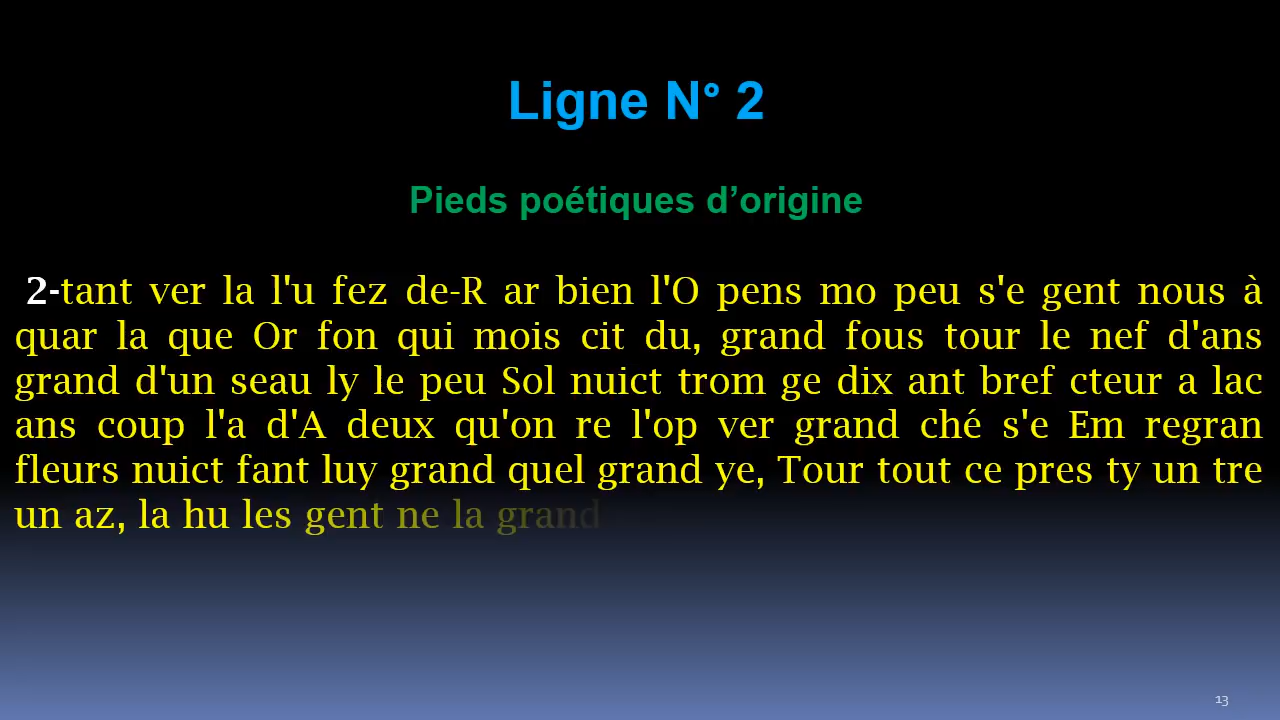 Ligne N° 2
Pieds poétiques d’origine
2-tant ver la l'u fez de-R ar bien l'O pens mo peu s'e gent nous à
quar la que Or fon qui mois cit du, grand fous tour le nef d'ans
grand d'un seau ly le peu Sol nuict trom ge dix ant bref cteur a lac
ans coup l'a d'A deux qu'on re l'op ver grand ché s'e Em regran
fleurs nuict fant luy grand quel grand ye, Tour tout ce pres ty un tre
un az, la hu les gent ne la grand
13